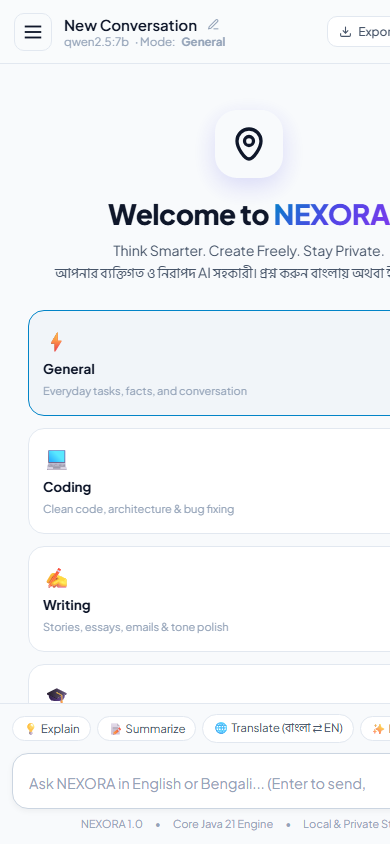 New Conversation
qwen2.5:7b · Mode: General
Welcome to NEXORA
Think Smarter. Create Freely. Stay Private.
আপনার ব্যক্তিগত ও নিরাপদ AI সহকারী। প্রশ্ন করুন বাংলায় অথবা
General
Everyday tasks, facts, and conversation
Coding
Clean code, architecture & bug fixing
Writing
Stories, essays, emails & tone polish
Explain
Summarize
Translate (বাংলা ⇄ EN)
Ask NEXORA in English or Bengali... (Enter to send,
NEXORA 1.0 • Core Java 21 Engine • Local & Private